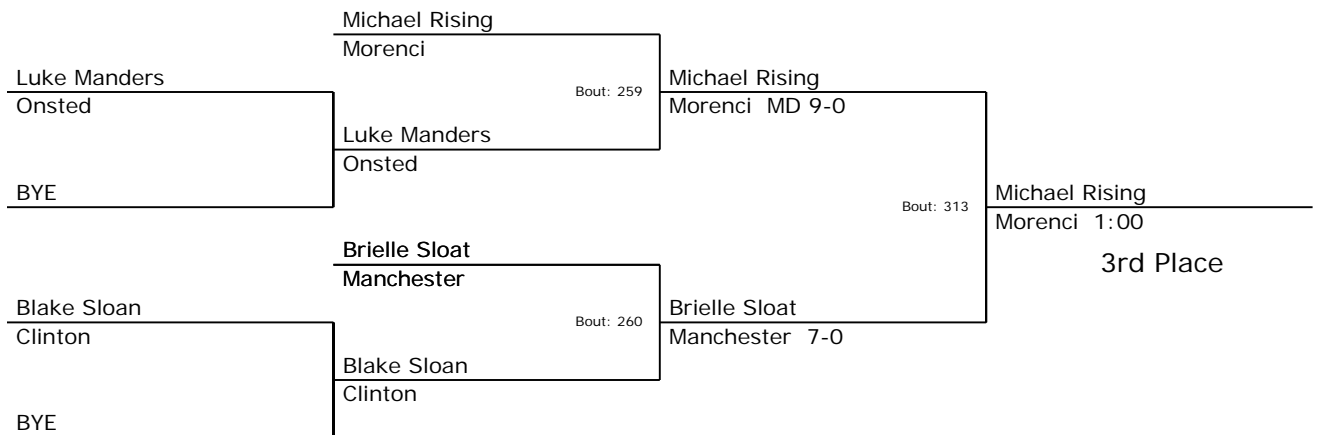 Michael Rising
Morenci
Luke Manders
Onsted
Bout: 259
Michael Rising
Morenci MD 9-0
Luke Manders
Onsted
BYE
Bout: 313
Michael Rising
Morenci 1:00
3rd Place
Brielle Sloat
Manchester
Blake Sloan
Clinton
Bout: 260
Brielle Sloat
Manchester 7-0
Blake Sloan
Clinton
BYE